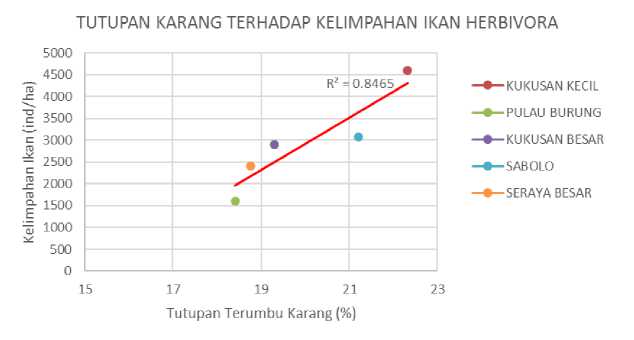 TUTUPAN KARANG TERHADAP KELIMPAHAN IKAN HERBIVORA
5000
4500
4000
3500
3000
2500
2000
1500
1000
500
0
Kelimpahan Ikan (ind/ha)
R² = 0.8465
15 17 19 21 23
Tutupan Terumbu Karang (%)
KUKUSAN KECIL
PULAU BURUNG
KUKUSAN BESAR
SABOLO
SERAYA BESAR